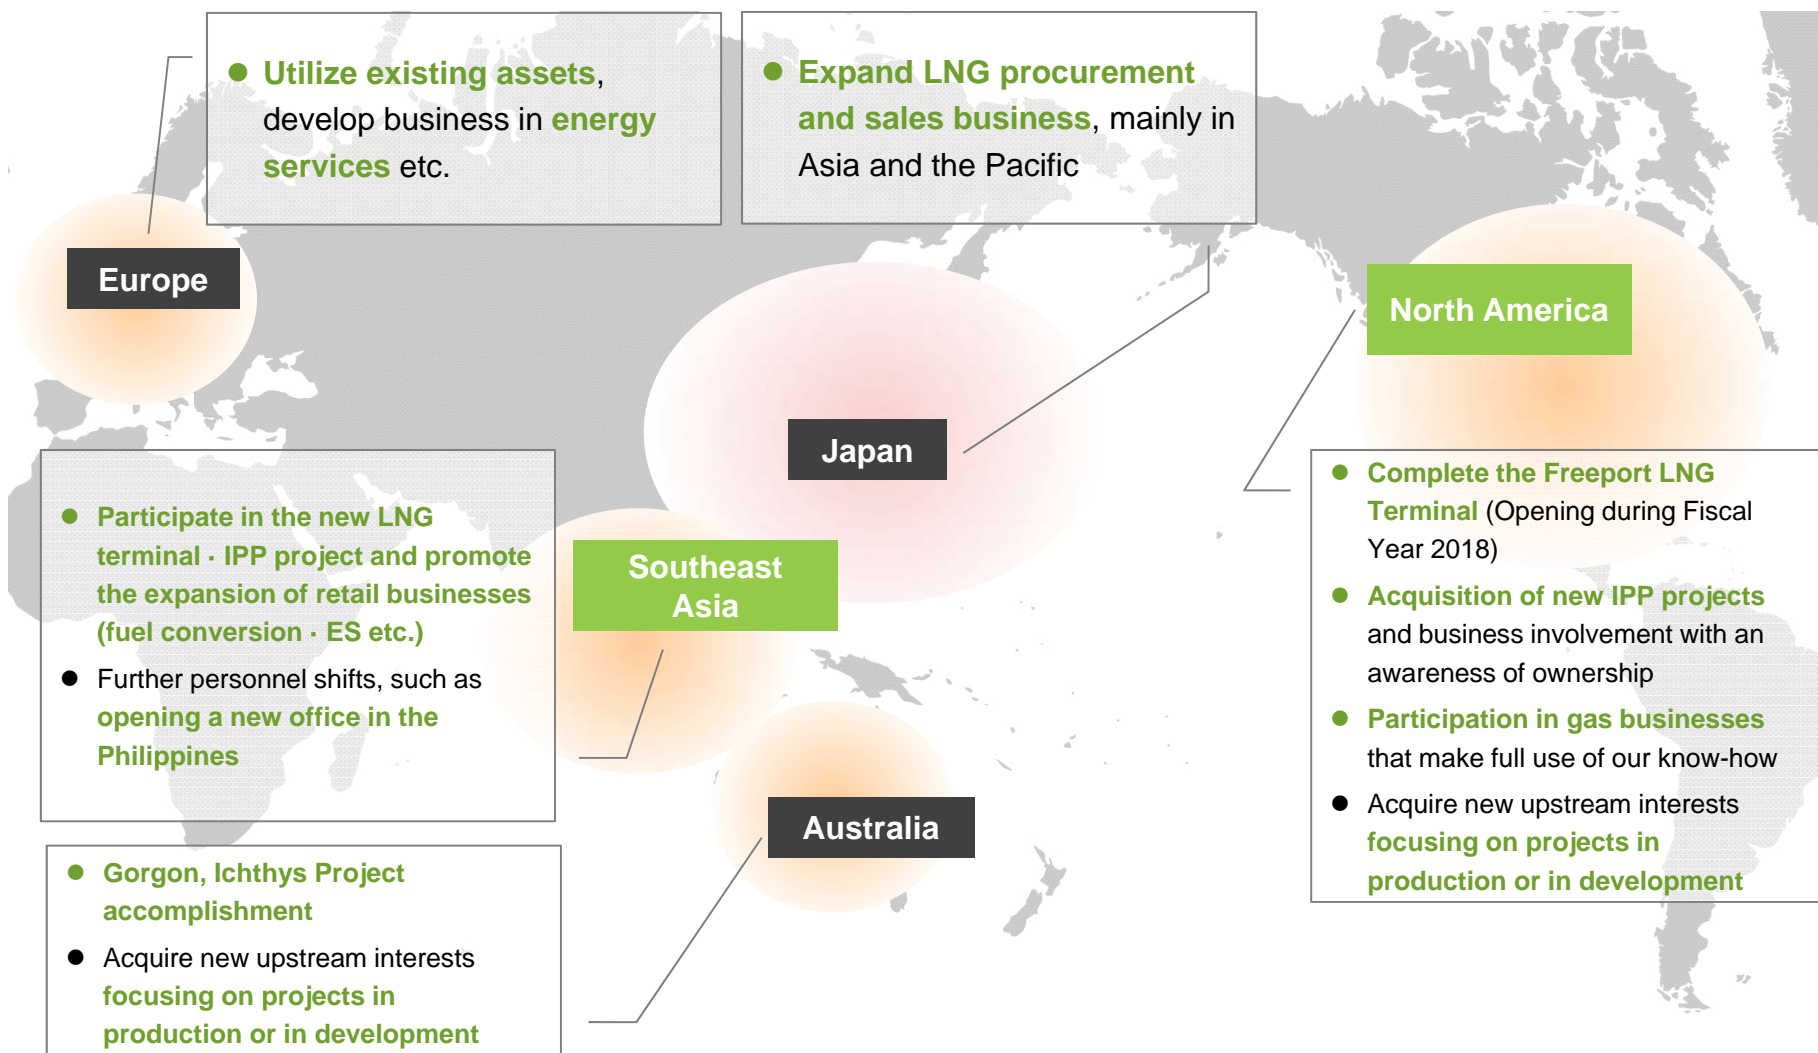 ● Utilize existing assets,
develop business in energy
services etc.
● Expand LNG procurement
and sales business, mainly in
Asia and the Pacific
Europe
North America
Japan
● Participate in the new LNG
terminal · IPP project and promote
the expansion of retail businesses
(fuel conversion · ES etc.)
● Further personnel shifts, such as
opening a new office in the
Philippines
Southeast
Asia
● Complete the Freeport LNG
Terminal (Opening during Fiscal
Year 2018)
● Acquisition of new IPP projects
and business involvement with an
awareness of ownership
● Participation in gas businesses
that make full use of our know-how
● Acquire new upstream interests
focusing on projects in
production or in development
Australia
● Gorgon, Ichthys Project
accomplishment
● Acquire new upstream interests
focusing on projects in
production or in development